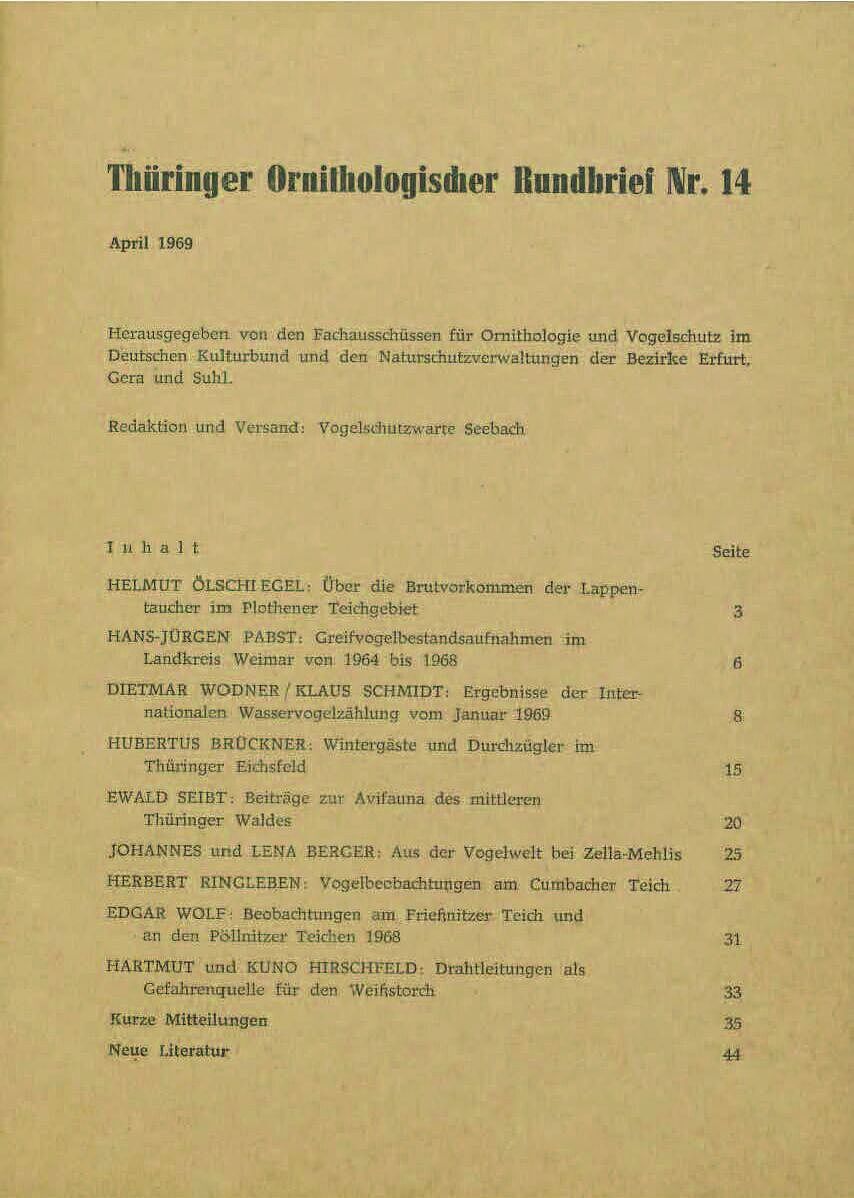 Thüringer Ornithologischer Rundbrief Nr. 14
April 1969
Herausgegeben von den Fachausschüssen für Ornithologie und Vogelschutz im
Deutschen Kulturbund und den Naturschutzverwaltungen der Bezirke Erfurt,
Gera und Suhl.
Redaktion und Versand: Vogelschutzwarte Seebach
Inhalt Seite
HELMUT ÖLSCHLEGEL: Über die Brutvorkommen der Lappen-
taucher im Plothener Teichgebiet 3
HANS-JÜRGEN PABST: Greifvogelbestandsaufnahmen im
Landkreis Weimar von 1964 bis 1968 6
DIETMAR WODNER / KLAUS SCHMIDT: Ergebnisse der Inter-
nationalen Wasservogelzählung vom Januar 1969 8
HUBERTUS BRÜCKNER: Wintergäste und Durchzügler im
Thüringer Eichsfeld 15
EWALD SEIBT: Beiträge zur Avifauna des mittleren
Thüringer Waldes 20
JOHANNES und LENA BERGER: Aus der Vogelwelt bei Zella-Mehlis 25
HERBERT RINGLEBEN: Vogelbeobachtungen am Cumbacher Teich 27
EDGAR WOLF: Beobachtungen am Frießnitzer Teich und
an den Pöllnitzer Teichen 1968 31
HARTMUT und KUNO HIRSCHFELD: Drahtleitungen als
Gefahrenquelle für den Weißstorch 33
Kurze Mitteilungen 35
Neue Literatur 44